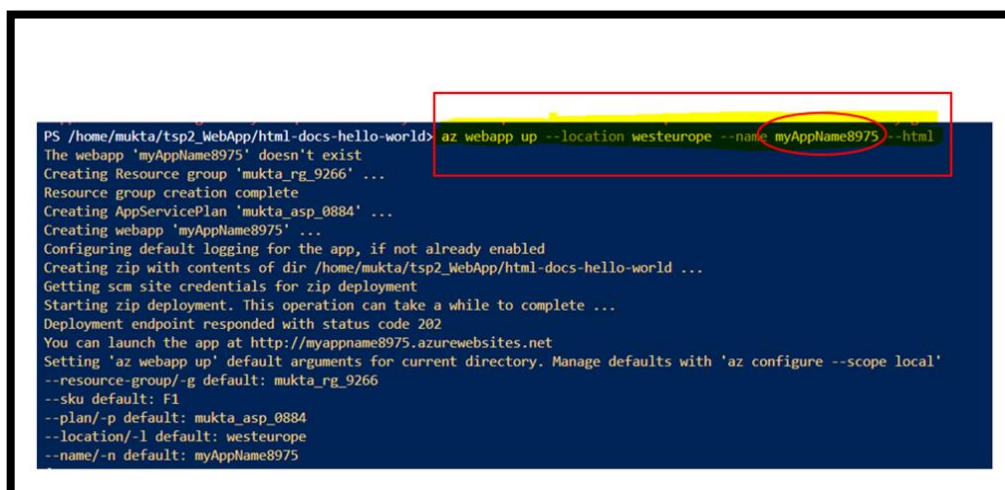 PS /home/mukta/tsp2_WebApp/html-docs-hello-world> az webapp up --location westeurope --name myAppName8975 --html
The webapp 'myAppName8975' doesn't exist
Creating Resource group 'mukta_rg_9266' ...
Resource group creation complete
Creating AppServicePlan 'mukta_asp_0884' ...
Creating webapp 'myAppName8975' ...
Configuring default logging for the app, if not already enabled
Creating zip with contents of dir /home/mukta/tsp2_WebApp/html-docs-hello-world ...
Getting scm site credentials for zip deployment
Starting zip deployment. This operation can take a while to complete ...
Deployment endpoint responded with status code 202
You can launch the app at http://myappname8975.azurewebsites.net
Setting 'az webapp up' default arguments for current directory. Manage defaults with 'az configure --scope local'
--resource-group/-g default: mukta_rg_9266
--sku default: F1
--plan/-p default: mukta_asp_0884
--location/-l default: westeurope
--name/-n default: myAppName8975